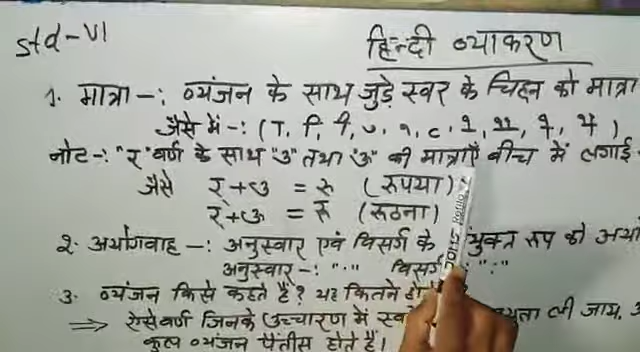 Std-VI
हिन्दी व्याकरण
1. मात्रा -: व्यंजन के साथ जुड़े स्वर के चिह्न को मात्रा
जैसे में -: (ा, ि, ी, ु, ू, ृ, े, ै, ो, ौ)
नोट -: "र" वर्ण के साथ "उ" तथा "ऊ" की मात्राएँ बीच में लगाई
जैसे र्+उ = रु (रुपया)
र्+ऊ = रू (रूठना)
2. अयोगवाह -: अनुस्वार एवं विसर्ग के रूप को
अनुस्वार -: "ं" विसर्ग : "ः"
3. व्यंजन किसे कहते हैं? यह कितने
⇒ ऐसे वर्ण जिनके उच्चारण में ली जाय,
कुल व्यंजन पैंतीस होते हैं।